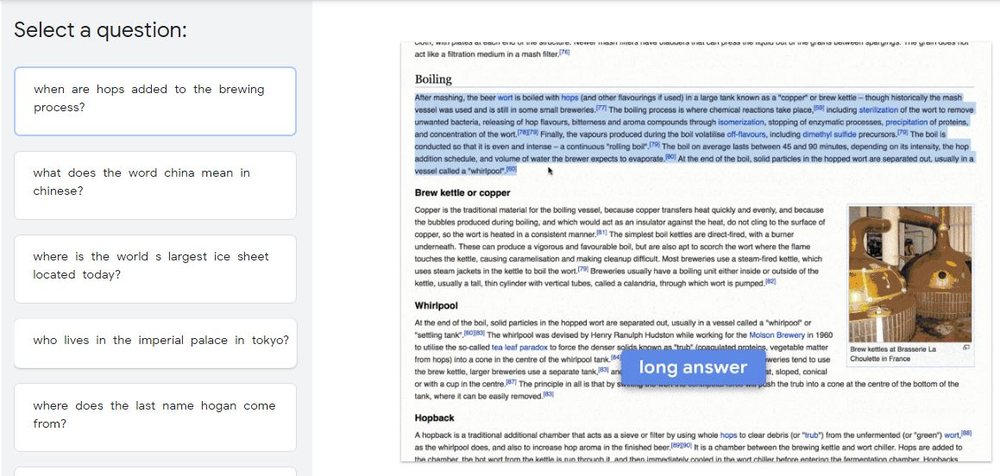 Select a question:
when are hops added to the brewing
process?
what does the word china mean in
chinese?
where is the world s largest ice sheet
located today?
who lives in the imperial palace in tokyo?
where does the last name hogan come
from?
cloth, with plates at each end of the structure. Newer mash filters have bladders that can press the liquid out of the grains between spargings. The grain does not
act like a filtration medium in a mash filter.[76]
Boiling
After mashing, the beer wort is boiled with hops (and other flavourings if used) in a large tank known as a "copper" or brew kettle – though historically the mash
vessel was used and is still in some small breweries.[77] The boiling process is where chemical reactions take place,[59] including sterilization of the wort to remove
unwanted bacteria, releasing of hop flavours, bitterness and aroma compounds through isomerization, stopping of enzymatic processes, precipitation of proteins,
and concentration of the wort.[78][79] Finally, the vapours produced during the boil volatilise off-flavours, including dimethyl sulfide precursors.[79] The boil is
conducted so that it is even and intense – a continuous "rolling boil".[79] The boil on average lasts between 45 and 90 minutes, depending on its intensity, the hop
addition schedule, and volume of water the brewer expects to evaporate.[80] At the end of the boil, solid particles in the hopped wort are separated out, usually in a
vessel called a "whirlpool".[60]
Brew kettle or copper
Copper is the traditional material for the boiling vessel, because copper transfers heat quickly and evenly, and because
the bubbles produced during boiling, and which would act as an insulator against the heat, do not cling to the surface of
copper, so the wort is heated in a consistent manner.[81] The simplest boil kettles are direct-fired, with a burner
underneath. These can produce a vigorous and favourable boil, but are also apt to scorch the wort where the flame
touches the kettle, causing caramelisation and making cleanup difficult. Most breweries use a steam-fired kettle, which
uses steam jackets in the kettle to boil the wort.[79] Breweries usually have a boiling unit either inside or outside of the
kettle, usually a tall, thin cylinder with vertical tubes, called a calandria, through which wort is pumped.[82]
Brew kettles at Brasserie La
Choulette in France
Whirlpool
At the end of the boil, solid particles in the hopped wort are separated out, usually in a vessel called a "whirlpool" or
"settling tank".[60][83] The whirlpool was devised by Henry Ranulph Hudston while working for the Molson Brewery in 1960
to utilise the so-called tea leaf paradox to force the denser solids known as "trub" (coagulated proteins, vegetable matter
from hops) into a cone in the centre of the whirlpool tank.[84] weries tend to use
the brew kettle, larger breweries use a separate tank,[83] and at, sloped, conical
or with a cup in the centre.[87] The principle in all is that by push the trub into a cone at the centre of the bottom of the
tank, where it can be easily removed.[83]
long answer
Hopback
A hopback is a traditional additional chamber that acts as a sieve or filter by using whole hops to clear debris (or "trub") from the unfermented (or "green") wort,[88]
as the whirlpool does, and also to increase hop aroma in the finished beer.[89][90] It is a chamber between the brewing kettle and wort chiller. Hops are added to
the chamber, the hot wort from the kettle is run through it, and then immediately cooled in the wort chiller before entering the fermentation chamber. Hopbacks